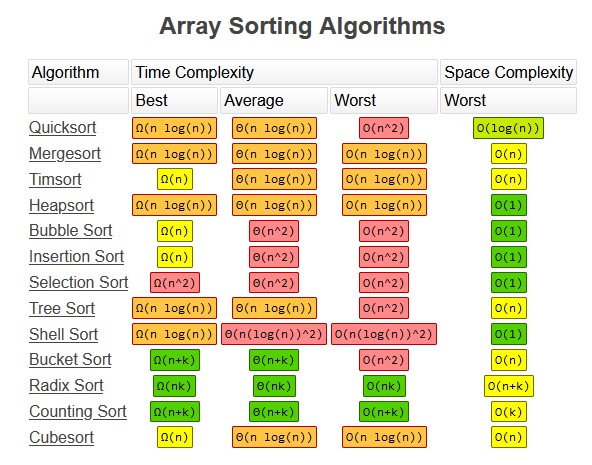 Array Sorting Algorithms
Algorithm Time Complexity Space Complexity
Best Average Worst Worst
Quicksort Ω(n log(n)) Θ(n log(n)) O(n^2) O(log(n))
Mergesort Ω(n log(n)) Θ(n log(n)) O(n log(n)) O(n)
Timsort Ω(n) Θ(n log(n)) O(n log(n)) O(n)
Heapsort Ω(n log(n)) Θ(n log(n)) O(n log(n)) O(1)
Bubble Sort Ω(n) Θ(n^2) O(n^2) O(1)
Insertion Sort Ω(n) Θ(n^2) O(n^2) O(1)
Selection Sort Ω(n^2) Θ(n^2) O(n^2) O(1)
Tree Sort Ω(n log(n)) Θ(n log(n)) O(n^2) O(n)
Shell Sort Ω(n log(n)) Θ(n(log(n))^2) O(n(log(n))^2) O(1)
Bucket Sort Ω(n+k) Θ(n+k) O(n^2) O(n)
Radix Sort Ω(nk) Θ(nk) O(nk) O(n+k)
Counting Sort Ω(n+k) Θ(n+k) O(n+k) O(k)
Cubesort Ω(n) Θ(n log(n)) O(n log(n)) O(n)